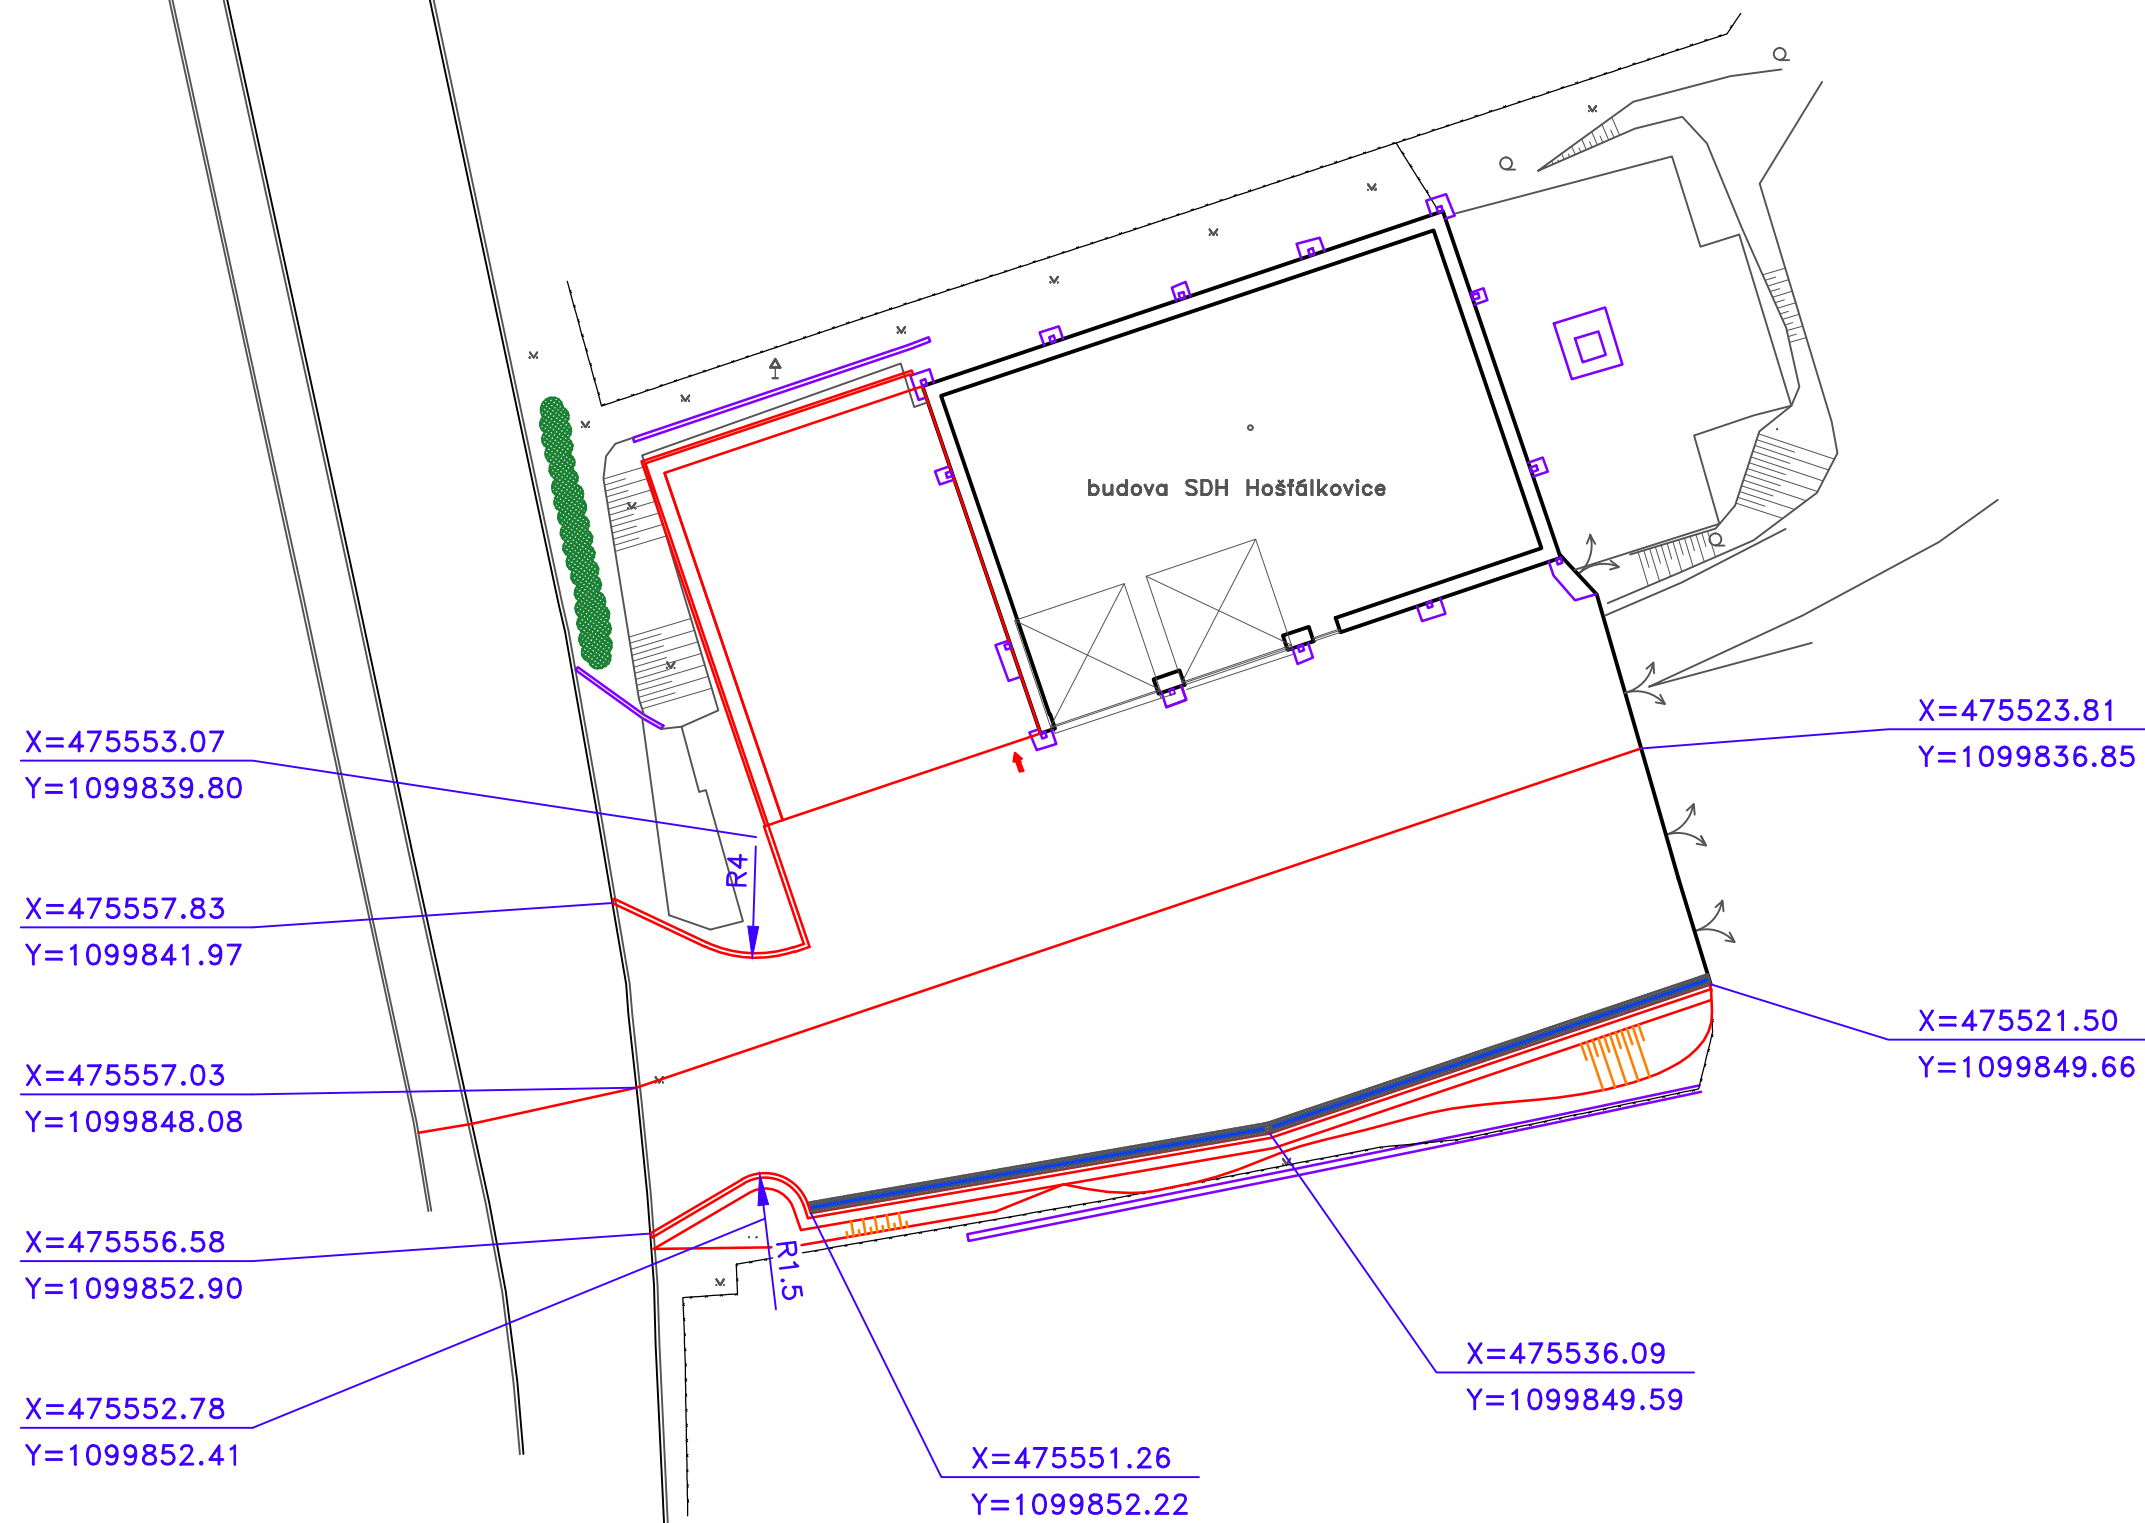 budova SDH Hošťálkovice
X=475553.07
Y=1099839.80
X=475523.81
Y=1099836.85
R4
X=475557.83
Y=1099841.97
X=475521.50
Y=1099849.66
X=475557.03
Y=1099848.08
X=475556.58
Y=1099852.90
R1.5
X=475536.09
Y=1099849.59
X=475552.78
Y=1099852.41
X=475551.26
Y=1099852.22